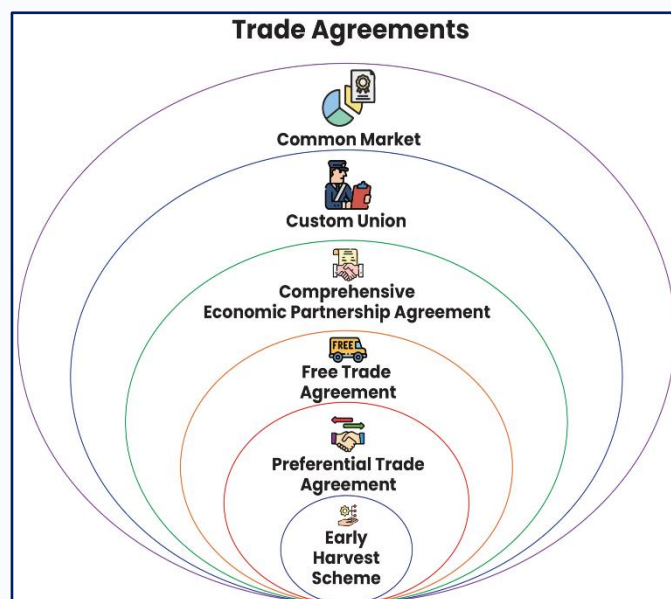 Trade Agreements
Common Market
Custom Union
Comprehensive
Economic Partnership Agreement
FREE
Free Trade
Agreement
Preferential Trade
Agreement
Early
Harvest
Scheme